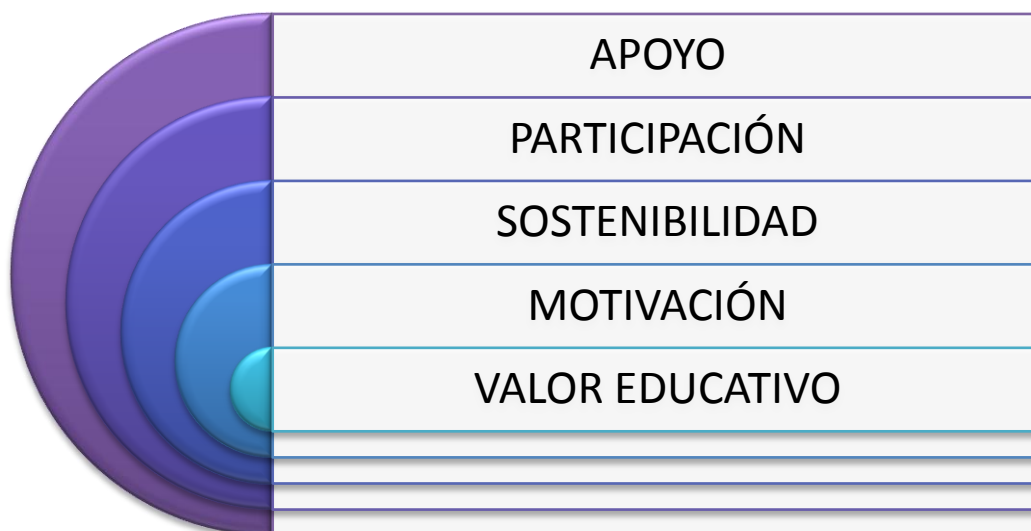 APOYO
PARTICIPACIÓN
SOSTENIBILIDAD
MOTIVACIÓN
VALOR EDUCATIVO